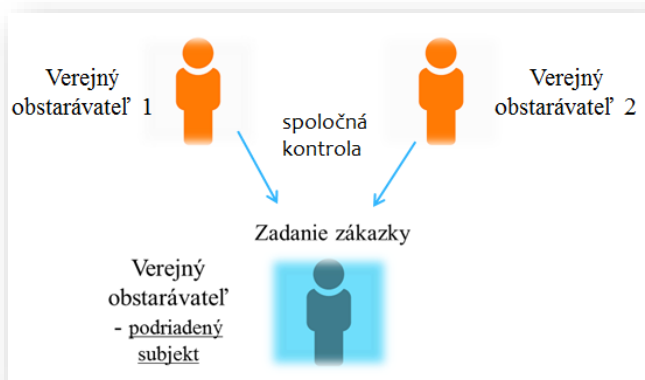 Verejný
obstarávateľ 1
Verejný
obstarávateľ 2
spoločná
kontrola
Zadanie zákazky
Verejný
obstarávateľ
- podriadený
subjekt